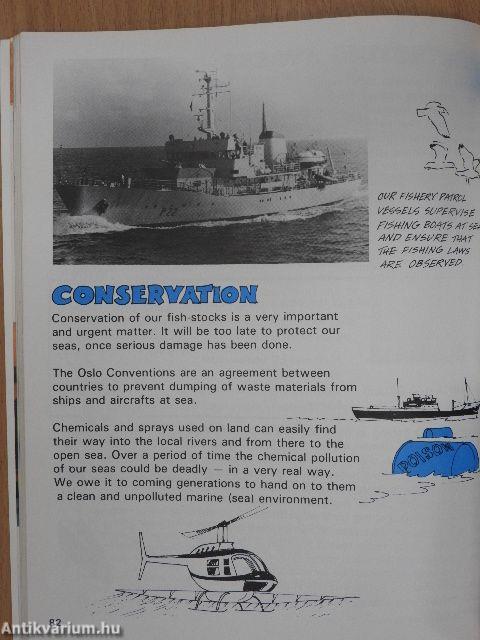 OUR FISHERY PATROL
VESSELS SUPERVISE
FISHING BOATS AT SEA
AND ENSURE THAT
THE FISHING LAWS
ARE OBSERVED
CONSERVATION
Conservation of our fish-stocks is a very important
and urgent matter. It will be too late to protect our
seas, once serious damage has been done.
The Oslo Conventions are an agreement between
countries to prevent dumping of waste materials from
ships and aircrafts at sea.
Chemicals and sprays used on land can easily find
their way into the local rivers and from there to the
open sea. Over a period of time the chemical pollution
of our seas could be deadly — in a very real way.
We owe it to coming generations to hand on to them
a clean and unpolluted marine (sea) environment.
POISON
82
Antikvárium.hu